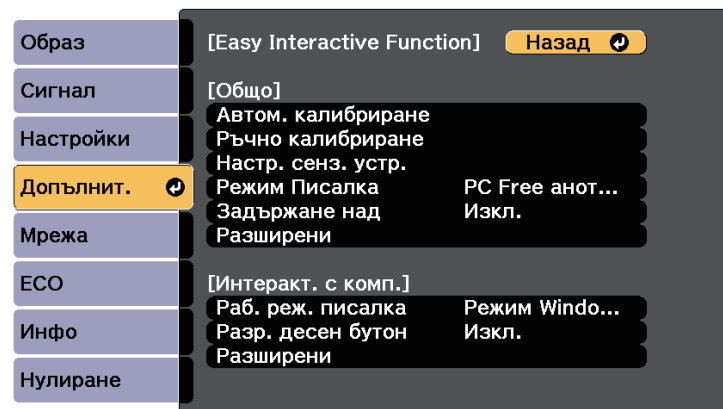 Образ
Сигнал
Настройки
Допълнит.
Мрежа
ECO
Инфо
Нулиране
[Easy Interactive Function] Назад
[Общо]
Автом. калибриране
Ръчно калибриране
Настр. сенз. устр.
Режим Писалка PC Free анот...
Задържане над Изкл.
Разширени
[Интеракт. с комп.]
Раб. реж. писалка Режим Windo...
Разр. десен бутон Изкл.
Разширени